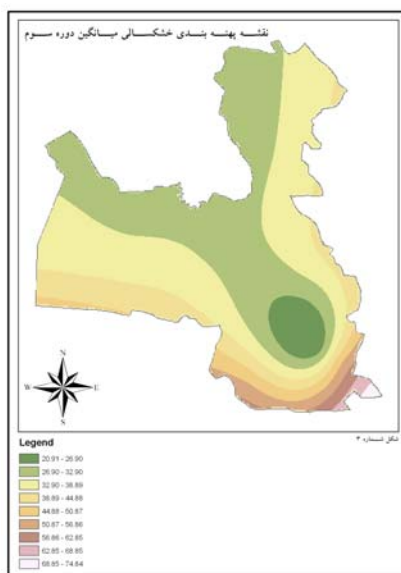 نقشه پهنه بندی خشکسالی میانگین دوره سوم
N
W E
S
شکل شماره ۳
Legend
20.91 - 26.90
26.90 - 32.90
32.90 - 38.89
38.89 - 44.88
44.88 - 50.87
50.87 - 56.86
56.86 - 62.85
62.85 - 68.85
68.85 - 74.84